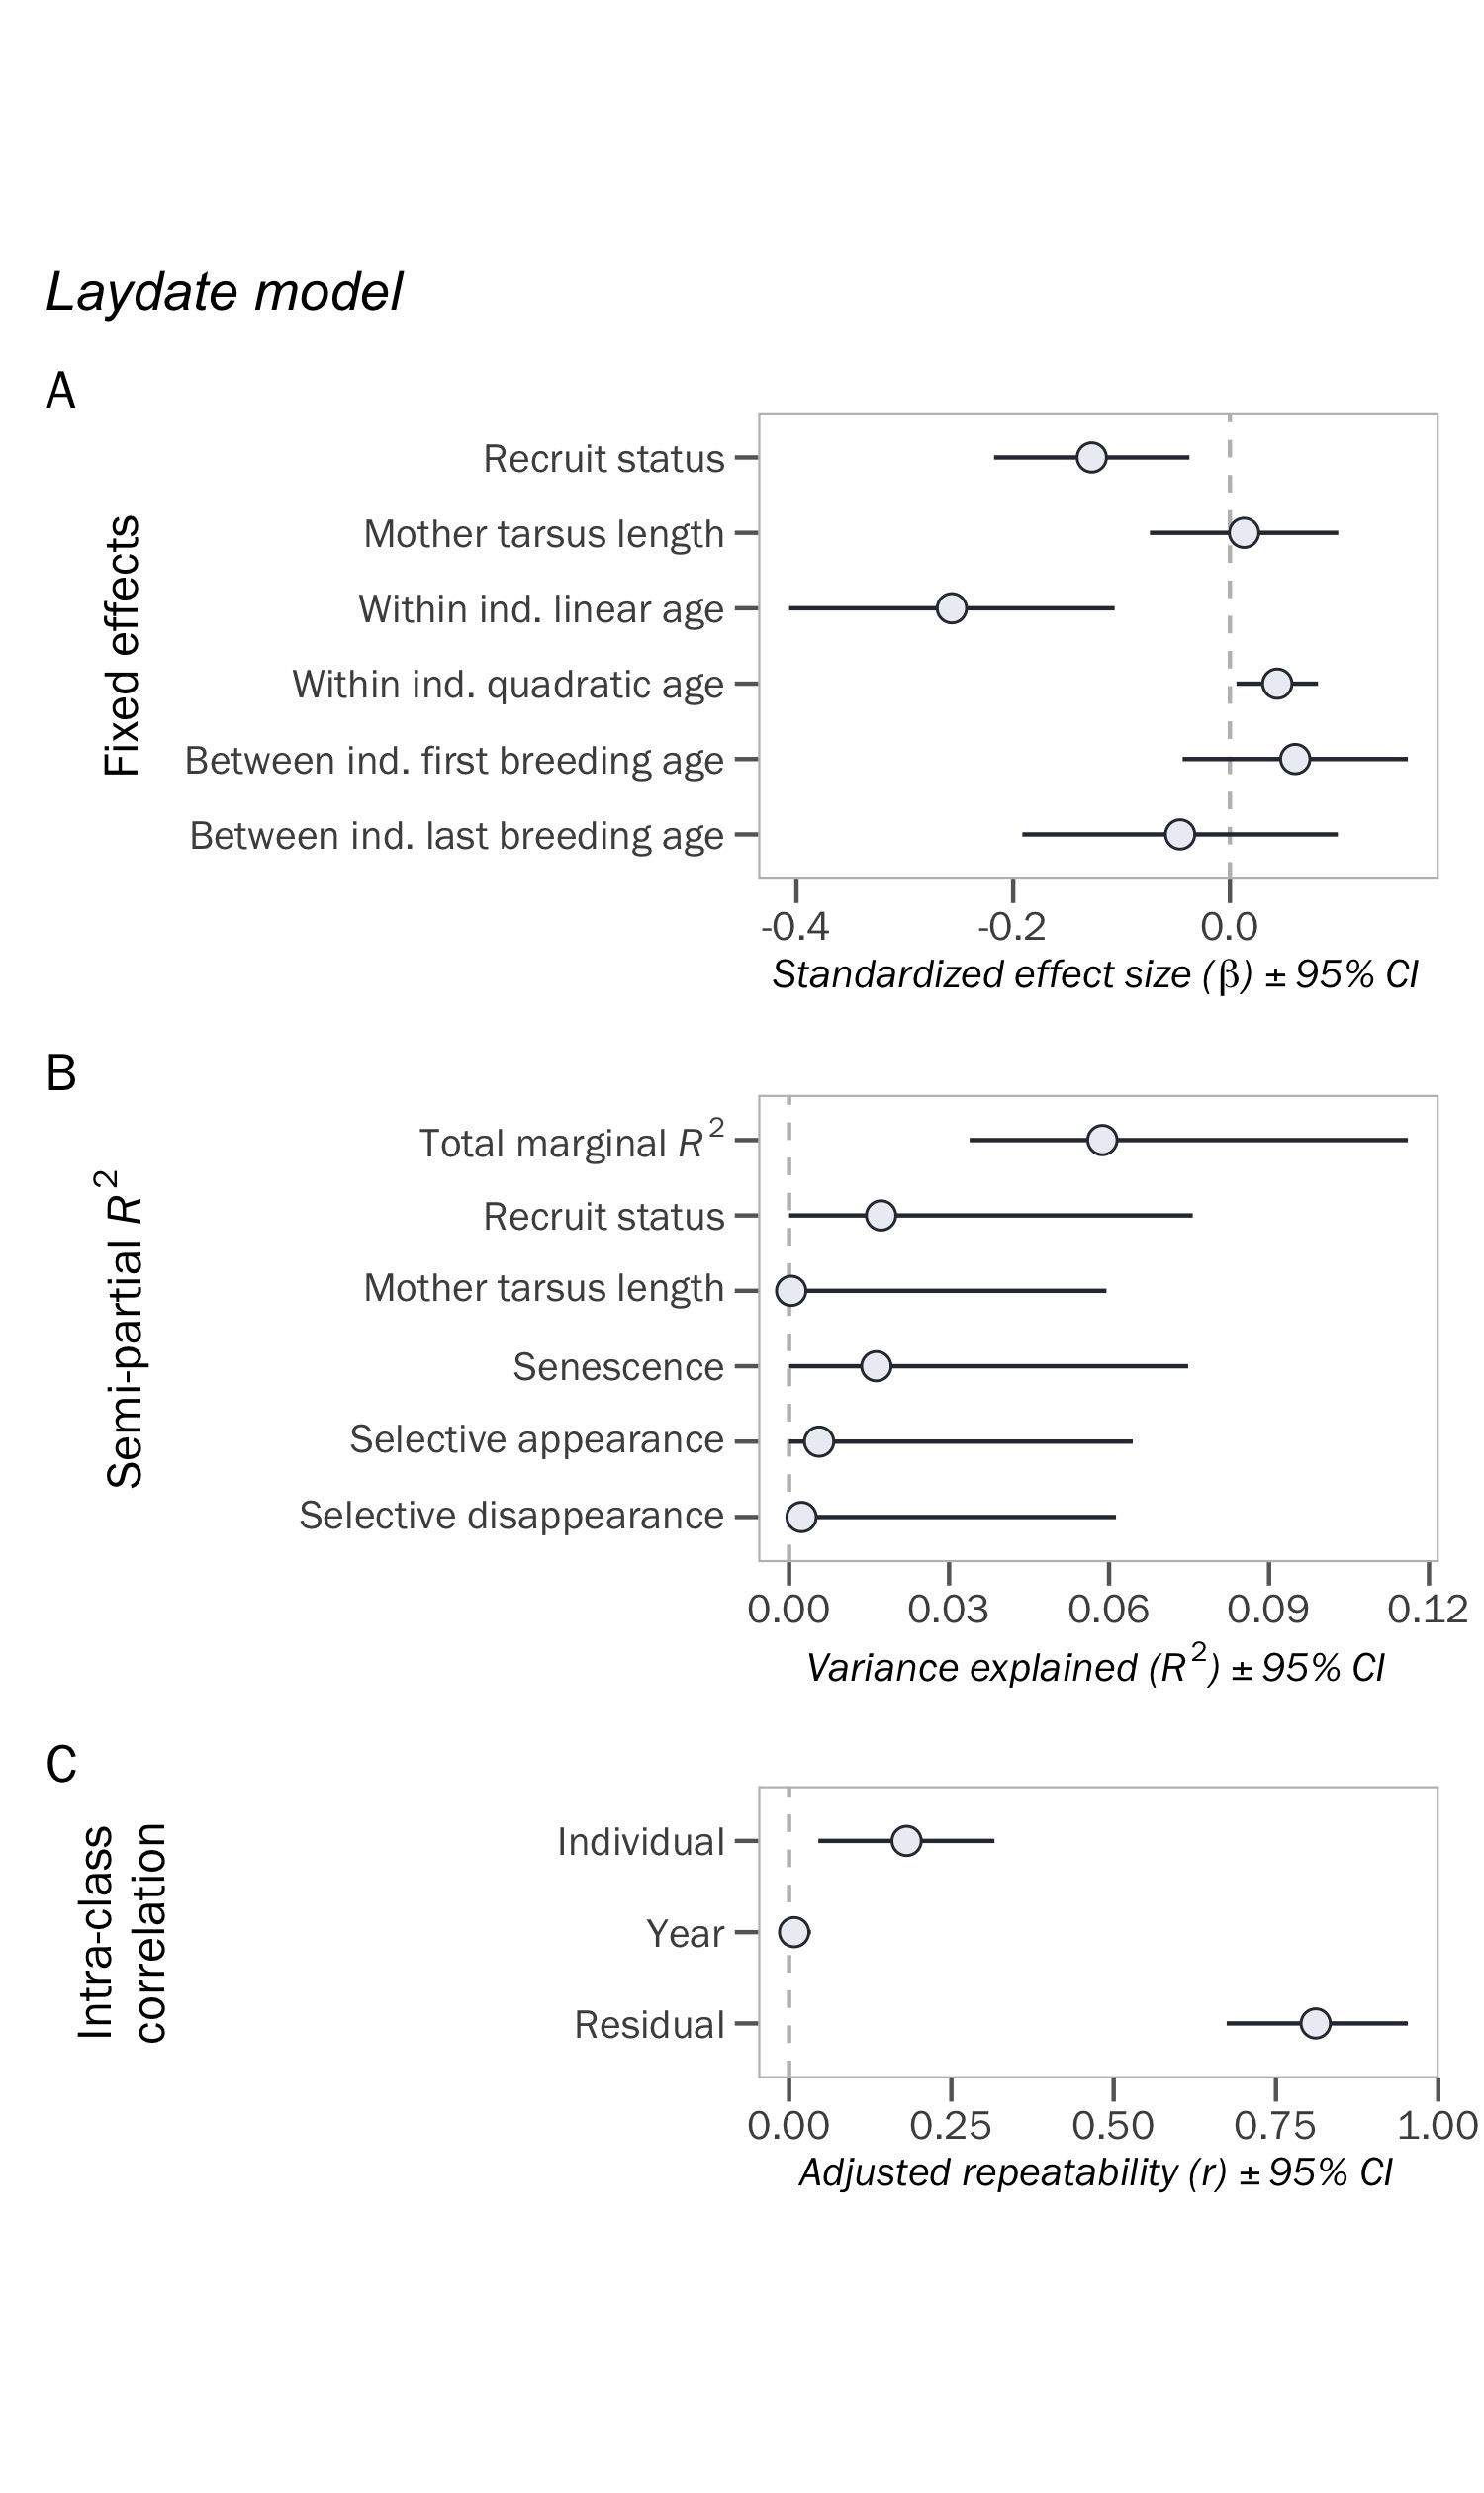 Laydate model
A
Fixed effects
Recruit status
Mother tarsus length
Within ind. linear age
Within ind. quadratic age
Between ind. first breeding age
Between ind. last breeding age
-0.4 -0.2 0.0
Standardized effect size (β) ± 95% CI
B
Semi-partial R²
Total marginal R²
Recruit status
Mother tarsus length
Senescence
Selective appearance
Selective disappearance
0.00 0.03 0.06 0.09 0.12
Variance explained (R²) ± 95% CI
C
Intra-class
correlation
Individual
Year
Residual
0.00 0.25 0.50 0.75 1.00
Adjusted repeatability (r) ± 95% CI